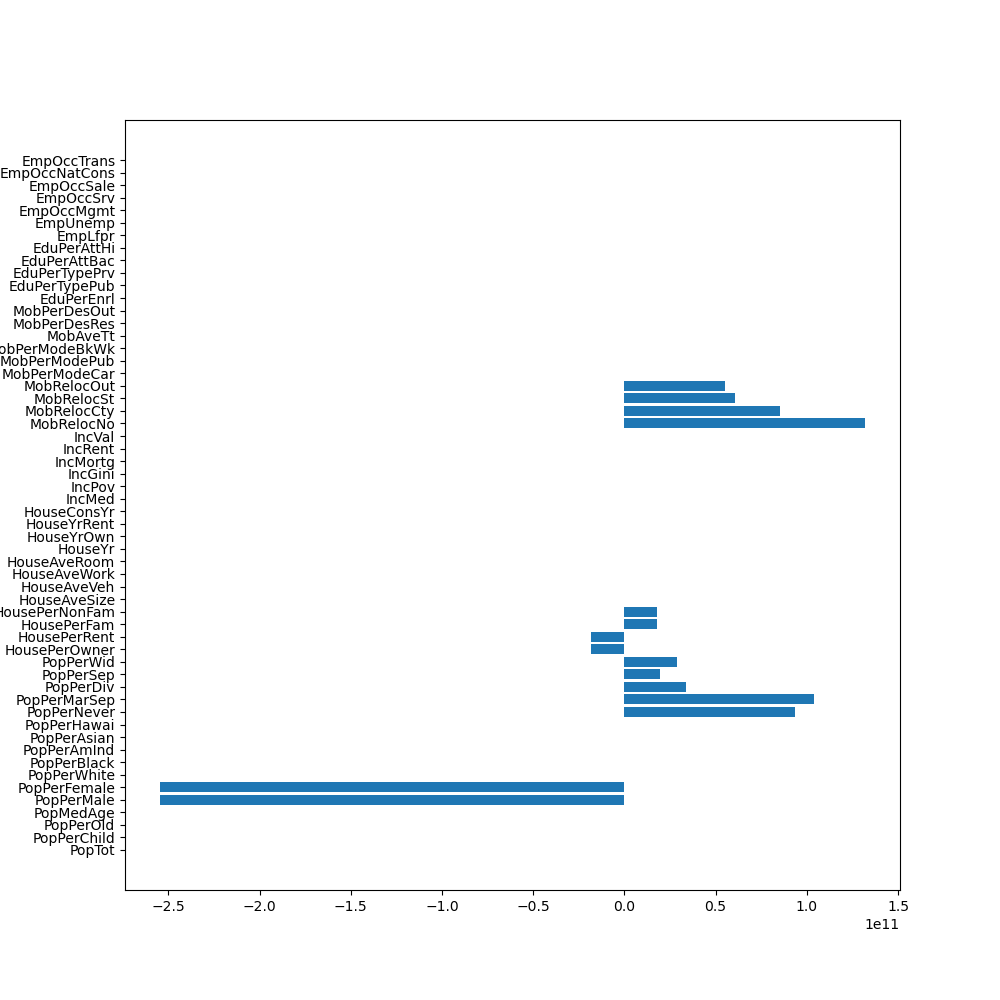 EmpOccTrans
EmpOccNatCons
EmpOccSale
EmpOccSrv
EmpOccMgmt
EmpUnemp
EmpLfpr
EduPerAttHi
EduPerAttBac
EduPerTypePrv
EduPerTypePub
EduPerEnrl
MobPerDesOut
MobPerDesRes
MobAveTt
obPerModeBkWk
MobPerModePub
MobPerModeCar
MobRelocOut
MobRelocSt
MobRelocCty
MobRelocNo
IncVal
IncRent
IncMortg
IncGini
IncPov
IncMed
HouseConsYr
HouseYrRent
HouseYrOwn
HouseYr
HouseAveRoom
HouseAveWork
HouseAveVeh
HouseAveSize
HousePerNonFam
HousePerFam
HousePerRent
HousePerOwner
PopPerWid
PopPerSep
PopPerDiv
PopPerMarSep
PopPerNever
PopPerHawai
PopPerAsian
PopPerAmInd
PopPerBlack
PopPerWhite
PopPerFemale
PopPerMale
PopMedAge
PopPerOld
PopPerChild
PopTot
−2.5 −2.0 −1.5 −1.0 −0.5 0.0 0.5 1.0 1.5
1e11